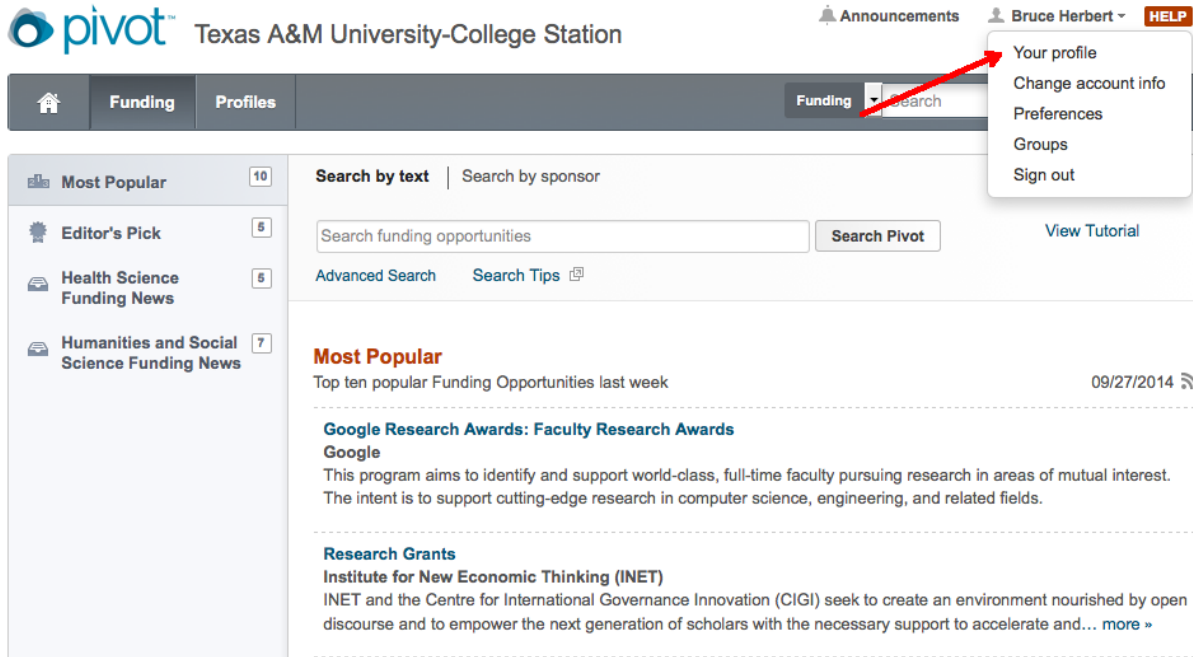 pivot™ Texas A&M University-College Station
Announcements Bruce Herbert HELP
Your profile
Change account info
Preferences
Groups
Sign out
Funding Profiles Funding Search
Most Popular 10
Editor's Pick 5
Health Science 5
Funding News
Humanities and Social 7
Science Funding News
Search by text Search by sponsor
Search funding opportunities Search Pivot View Tutorial
Advanced Search Search Tips
Most Popular
Top ten popular Funding Opportunities last week 09/27/2014
Google Research Awards: Faculty Research Awards
Google
This program aims to identify and support world-class, full-time faculty pursuing research in areas of mutual interest.
The intent is to support cutting-edge research in computer science, engineering, and related fields.
Research Grants
Institute for New Economic Thinking (INET)
INET and the Centre for International Governance Innovation (CIGI) seek to create an environment nourished by open
discourse and to empower the next generation of scholars with the necessary support to accelerate and... more »